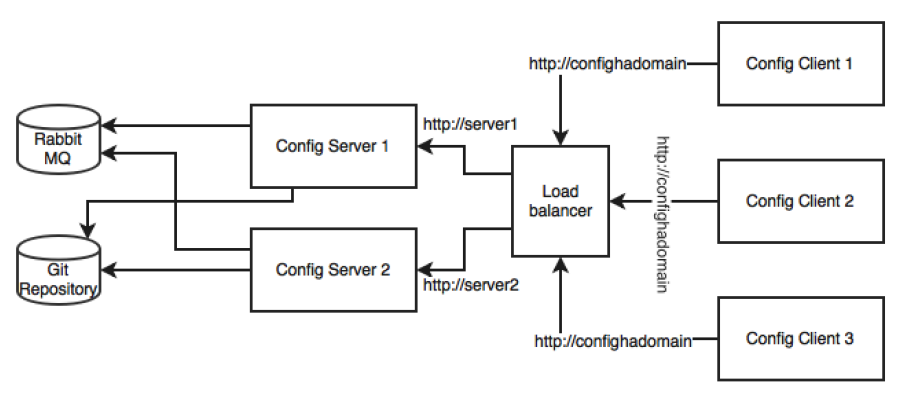 http://confighadomain
Config Client 1
Rabbit
MQ
Config Server 1
http://server1
Load
balancer
http://confighadomain
Config Client 2
Git
Repository
Config Server 2
http://server2
http://confighadomain
Config Client 3